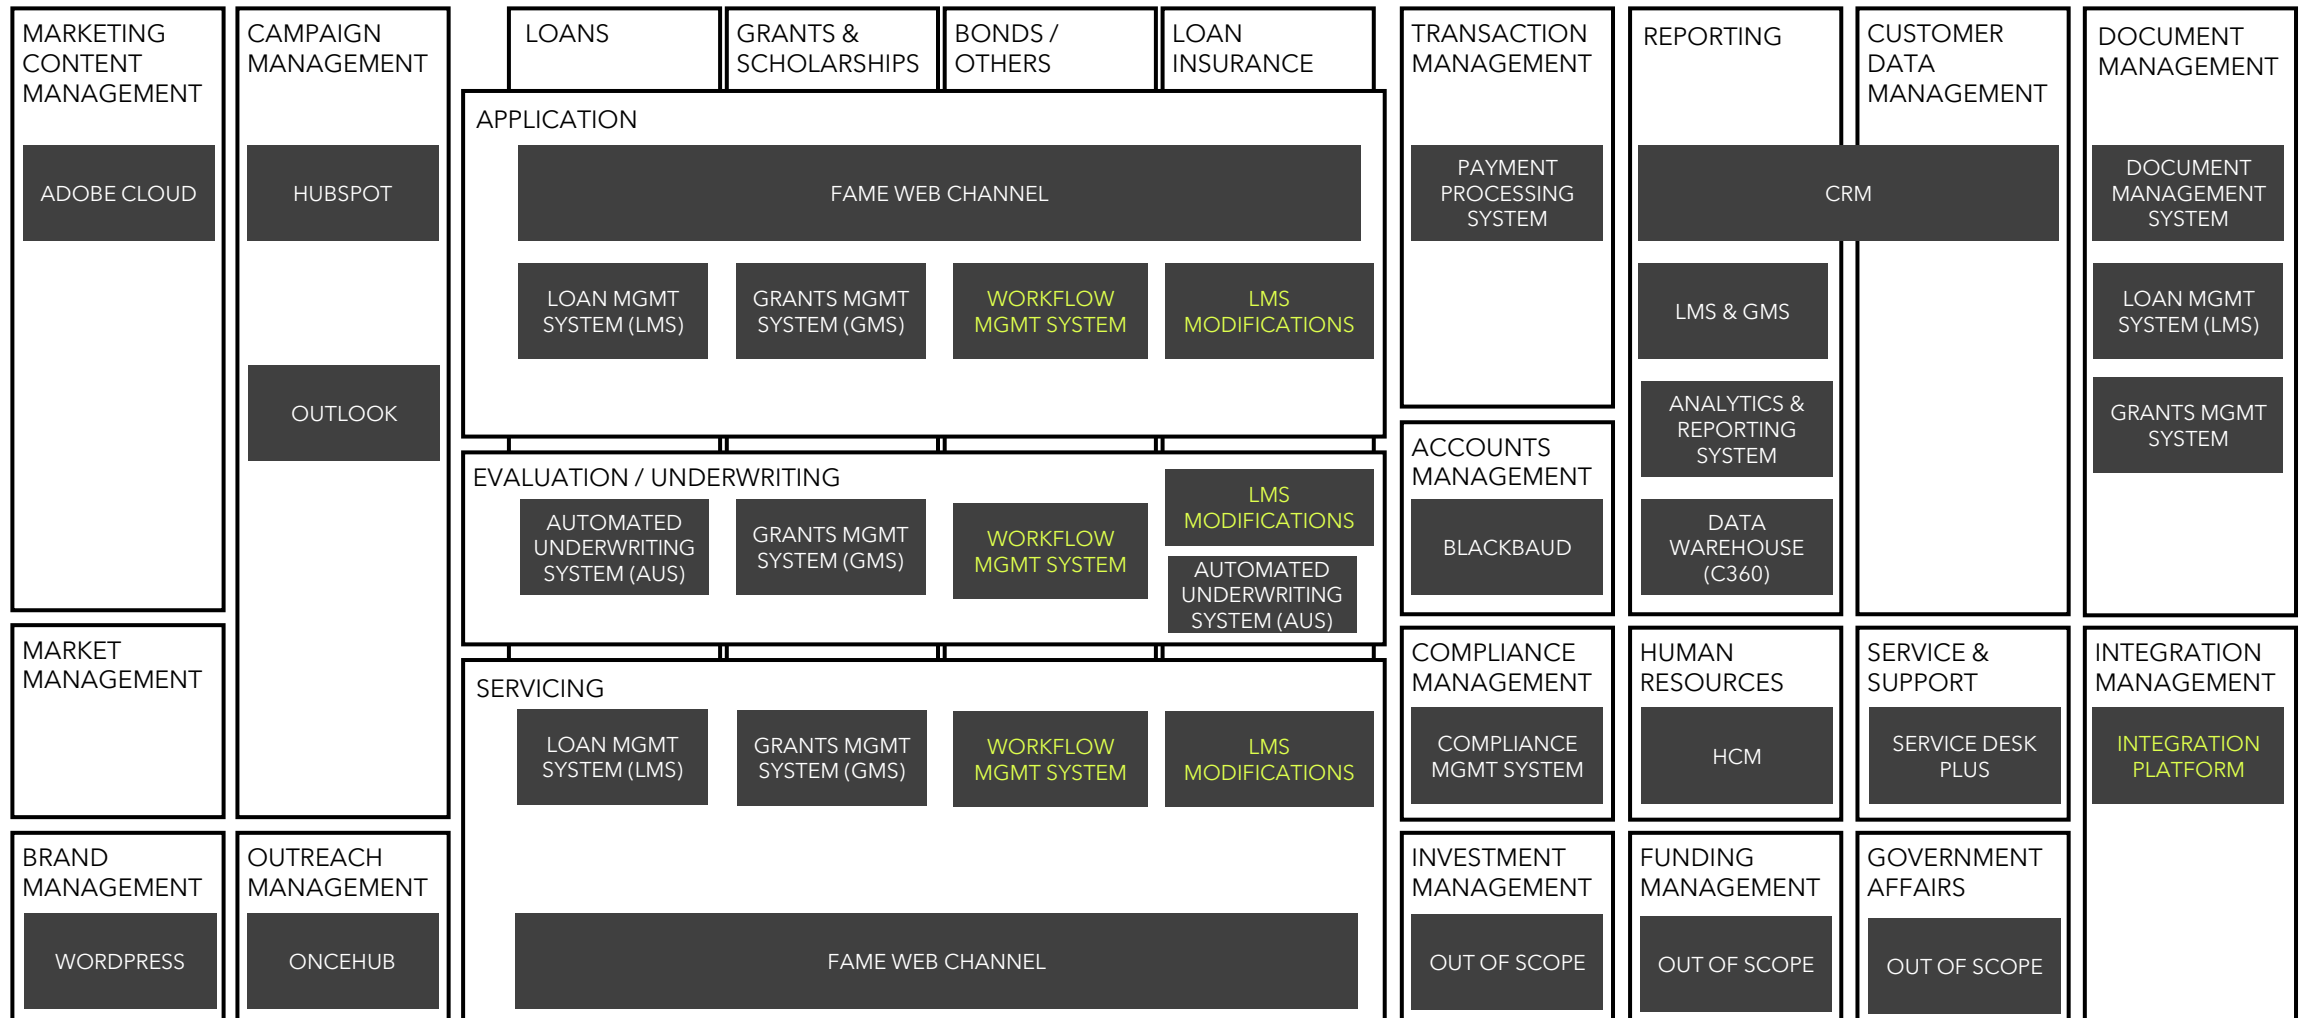 MARKETING
CONTENT
MANAGEMENT
ADOBE CLOUD
MARKET
MANAGEMENT
BRAND
MANAGEMENT
WORDPRESS
CAMPAIGN
MANAGEMENT
HUBSPOT
OUTLOOK
OUTREACH
MANAGEMENT
ONCEHUB
LOANS
GRANTS &
SCHOLARSHIPS
BONDS /
OTHERS
LOAN
INSURANCE
APPLICATION
FAME WEB CHANNEL
LOAN MGMT
SYSTEM (LMS)
GRANTS MGMT
SYSTEM (GMS)
WORKFLOW
MGMT SYSTEM
LMS
MODIFICATIONS
EVALUATION / UNDERWRITING
AUTOMATED
UNDERWRITING
SYSTEM (AUS)
GRANTS MGMT
SYSTEM (GMS)
WORKFLOW
MGMT SYSTEM
LMS
MODIFICATIONS
AUTOMATED
UNDERWRITING
SYSTEM (AUS)
SERVICING
LOAN MGMT
SYSTEM (LMS)
GRANTS MGMT
SYSTEM (GMS)
WORKFLOW
MGMT SYSTEM
LMS
MODIFICATIONS
FAME WEB CHANNEL
TRANSACTION
MANAGEMENT
PAYMENT
PROCESSING
SYSTEM
ACCOUNTS
MANAGEMENT
BLACKBAUD
COMPLIANCE
MANAGEMENT
COMPLIANCE
MGMT SYSTEM
INVESTMENT
MANAGEMENT
OUT OF SCOPE
REPORTING
CRM
LMS & GMS
ANALYTICS &
REPORTING
SYSTEM
DATA
WAREHOUSE
(C360)
HUMAN
RESOURCES
HCM
FUNDING
MANAGEMENT
OUT OF SCOPE
CUSTOMER
DATA
MANAGEMENT
SERVICE &
SUPPORT
SERVICE DESK
PLUS
GOVERNMENT
AFFAIRS
OUT OF SCOPE
DOCUMENT
MANAGEMENT
DOCUMENT
MANAGEMENT
SYSTEM
LOAN MGMT
SYSTEM (LMS)
GRANTS MGMT
SYSTEM
INTEGRATION
MANAGEMENT
INTEGRATION
PLATFORM